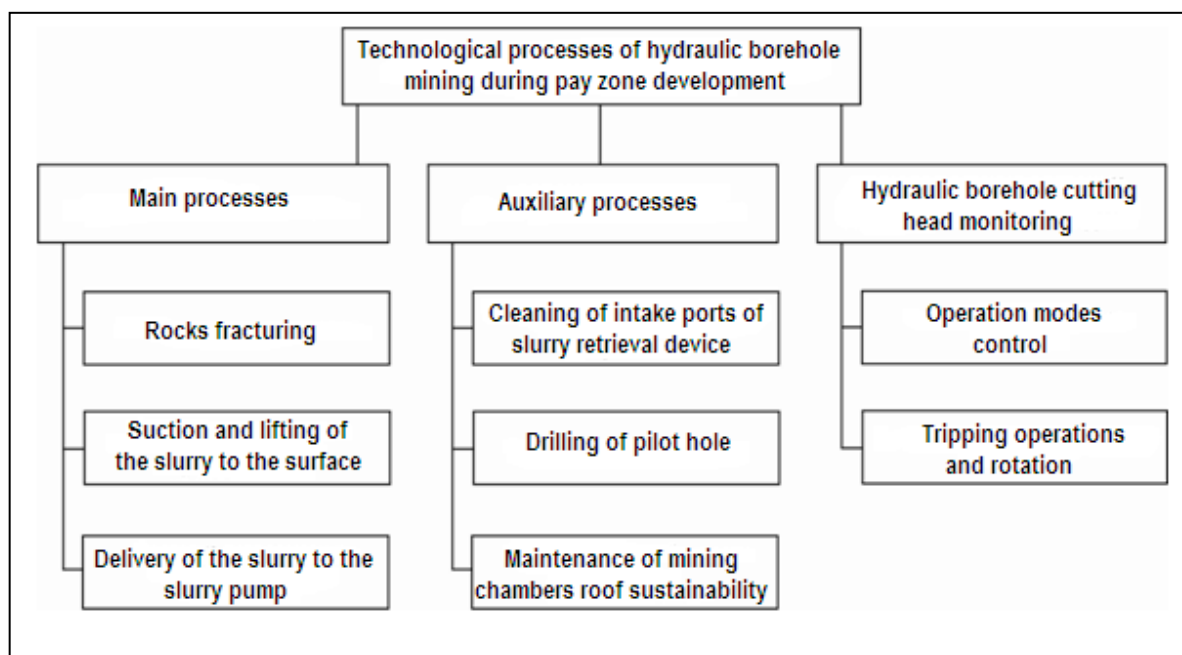 Technological processes of hydraulic borehole
mining during pay zone development
Main processes
Rocks fracturing
Suction and lifting of
the slurry to the surface
Delivery of the slurry to the
slurry pump
Auxiliary processes
Cleaning of intake ports of
slurry retrieval device
Drilling of pilot hole
Maintenance of mining
chambers roof sustainability
Hydraulic borehole cutting
head monitoring
Operation modes
control
Tripping operations
and rotation